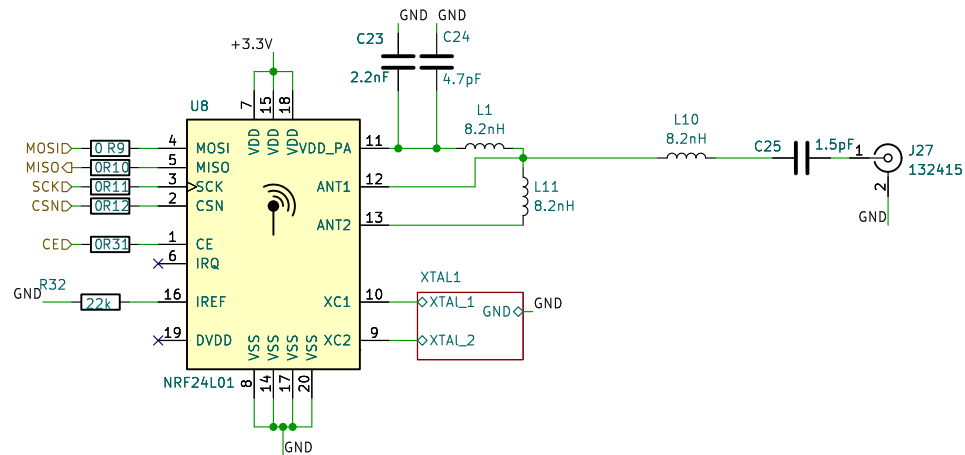 GND GND
C23 C24
+3.3V
2.2nF 4.7pF
U8
7 15 18
VDD VDD VDD
L1
8.2nH
L10
8.2nH
C25 1.5pF
MOSI 0 R9 4 MOSI
VDD_PA 11
MISO 0R10 5 MISO
SCK 0R11 3 SCK
ANT1 12
CSN 0R12 2 CSN
L11
8.2nH
ANT2 13
1 J27
132415
2
GND
CE 0R31 1 CE
6 IRQ
R32
GND 22k 16 IREF
XTAL1
XC1 10 XTAL_1
GND GND
19 DVDD
XC2 9 XTAL_2
VSS VSS VSS VSS
NRF24L01
8 14 17 20
GND